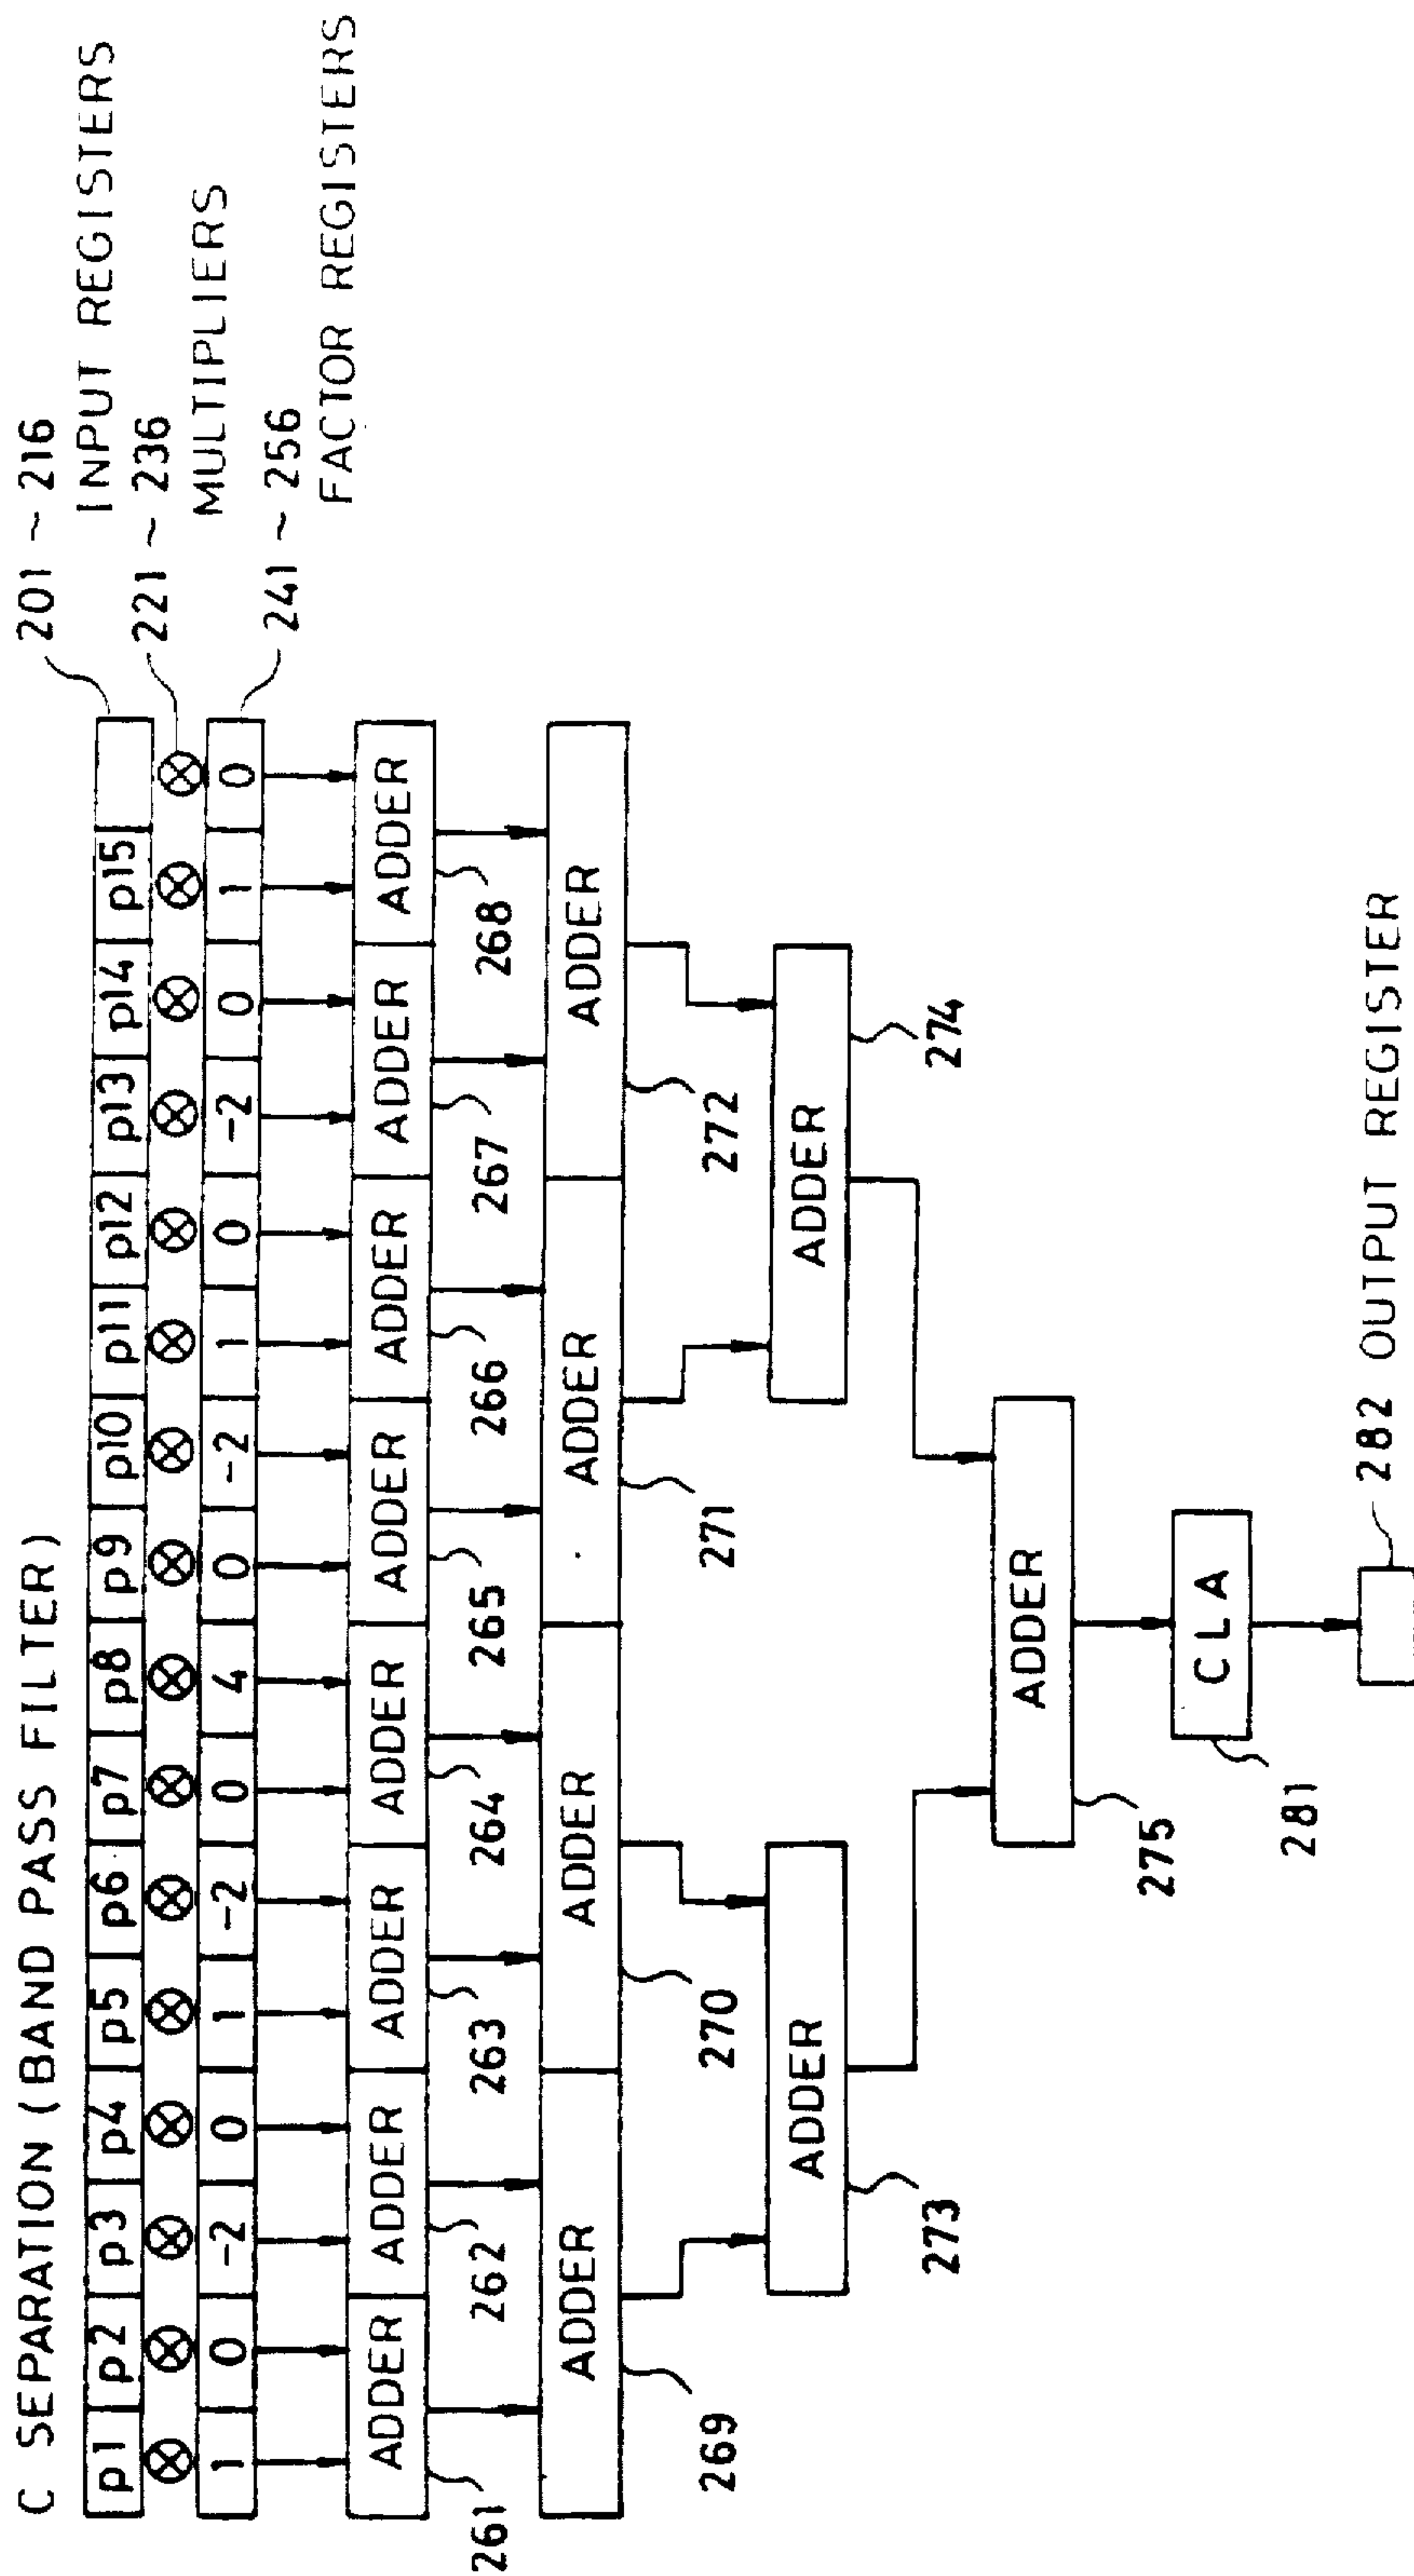 C SEPARATION (BAND PASS FILTER)
201 ~ 216
INPUT REGISTERS
221 ~ 236
MULTIPLIERS
241 ~ 256
FACTOR REGISTERS
p1 p2 p3 p4 p5 p6 p7 p8 p9 p10 p11 p12 p13 p14 p15
1 0 -2 0 1 -2 0 4 0 -2 1 0 -2 0 1 0
ADDER ADDER ADDER ADDER ADDER ADDER ADDER ADDER
261 262 263 264 265 266 267 268
ADDER ADDER ADDER ADDER
269 270 271 272
ADDER ADDER
273 274
ADDER
275
CLA
281
282 OUTPUT REGISTER